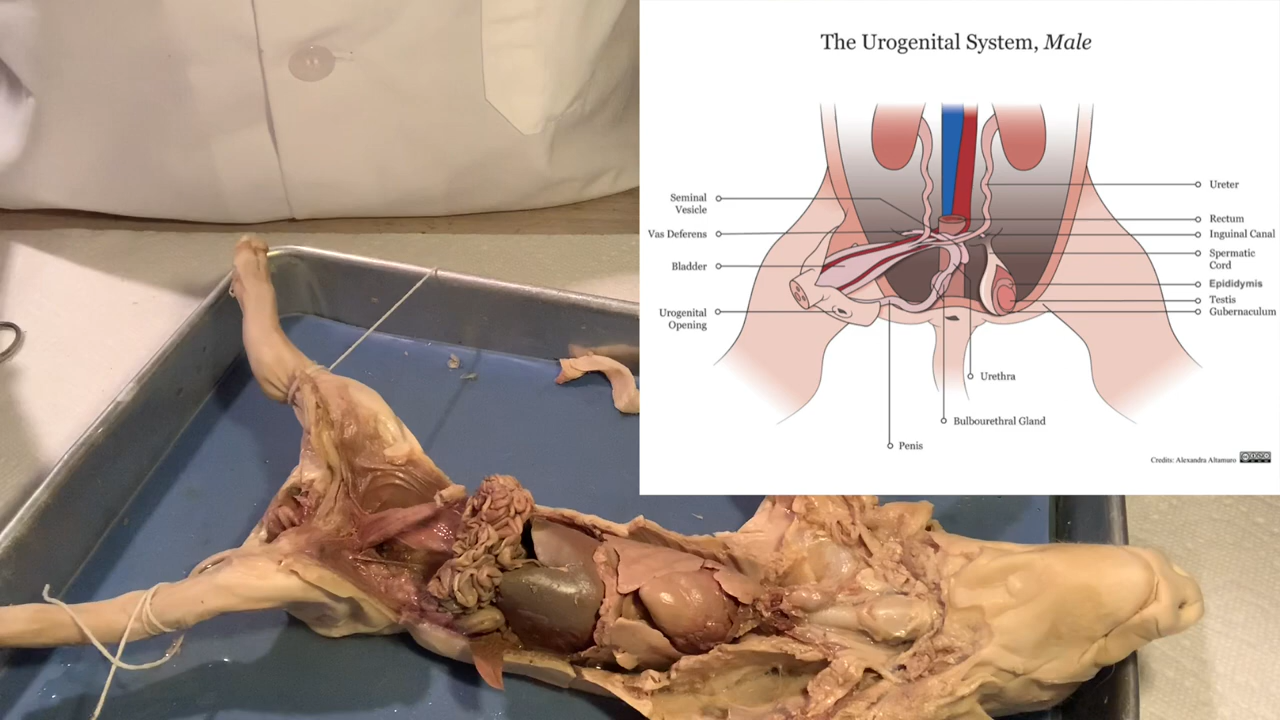 The Urogenital System, Male
Seminal
Vesicle
Vas Deferens
Bladder
Urogenital
Opening
Ureter
Rectum
Inguinal Canal
Spermatic
Cord
Epididymis
Testis
Gubernaculum
Urethra
Bulbourethral Gland
Penis
Credits: Alexandra Altamuro